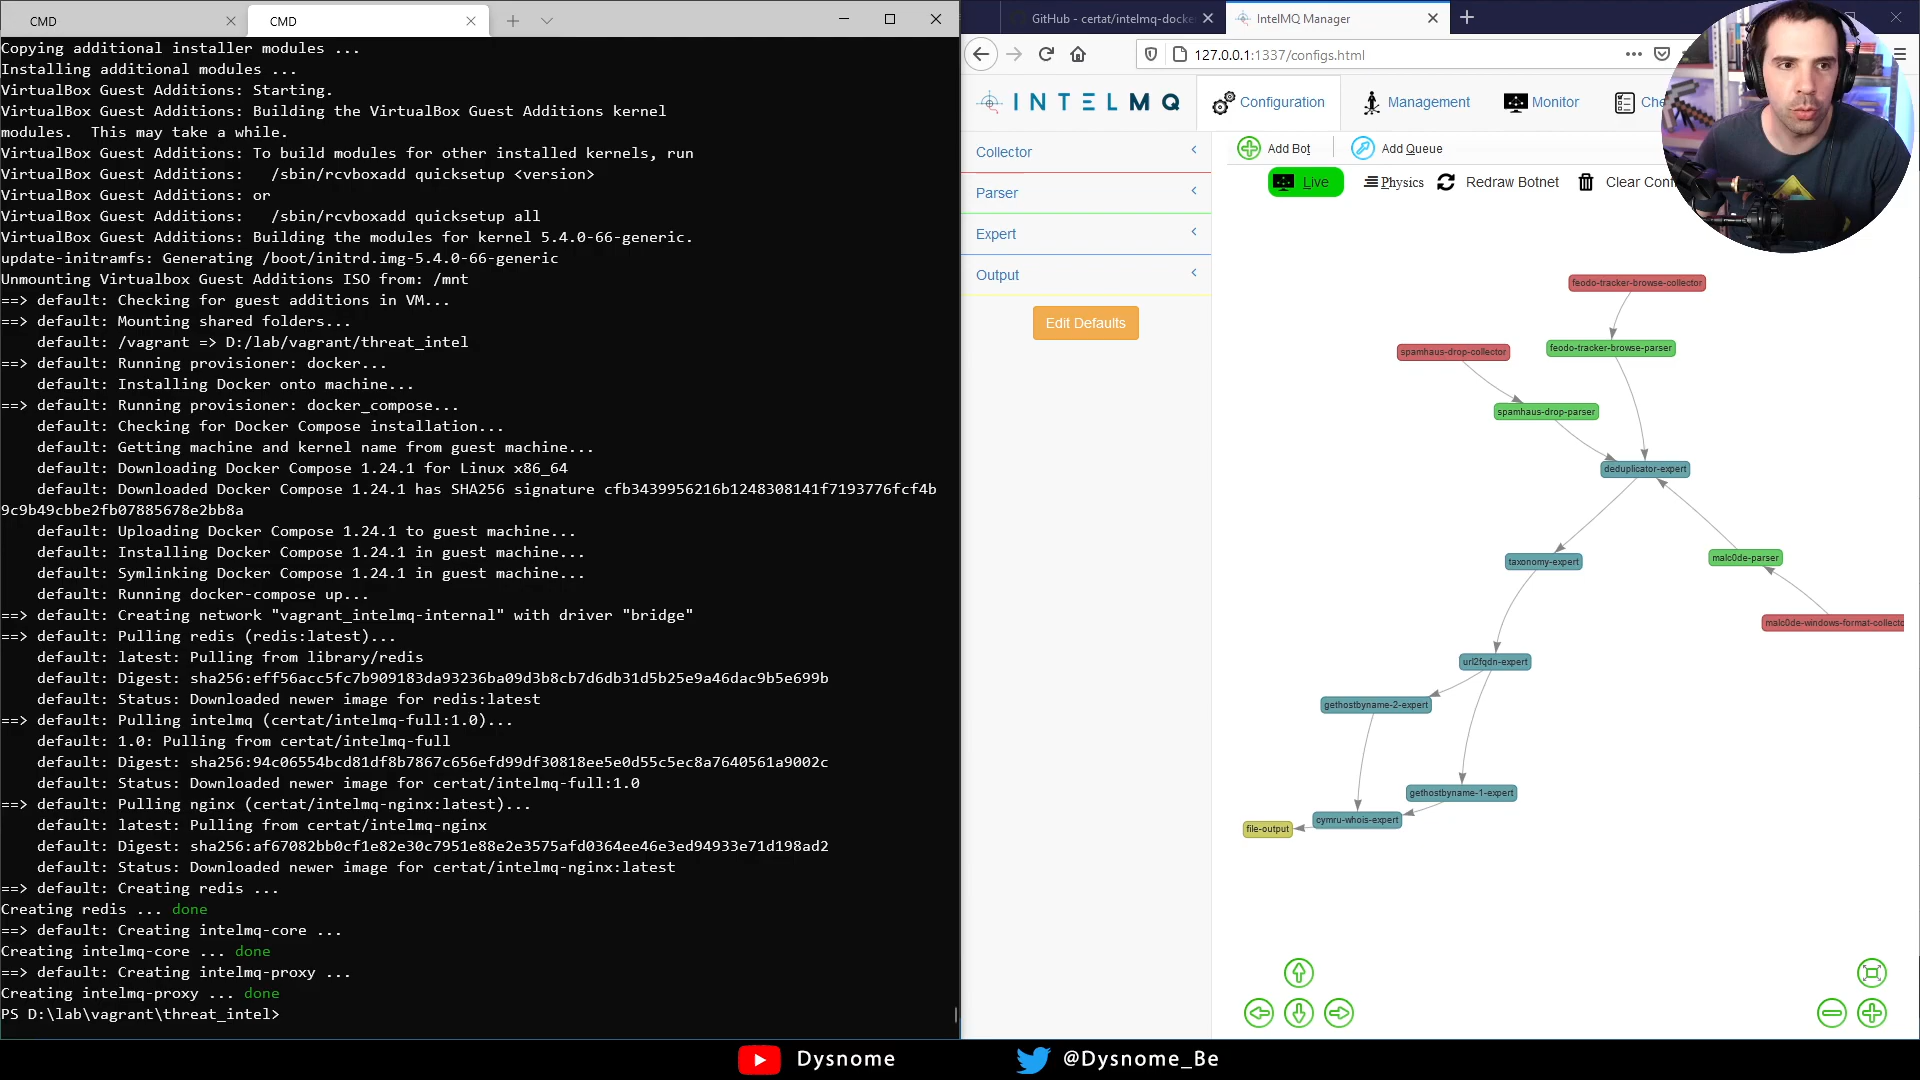 CMD
CMD
Copying additional installer modules ...
Installing additional modules ...
VirtualBox Guest Additions: Starting.
VirtualBox Guest Additions: Building the VirtualBox Guest Additions kernel
modules.  This may take a while.
VirtualBox Guest Additions: To build modules for other installed kernels, run
VirtualBox Guest Additions:   /sbin/rcvboxadd quicksetup <version>
VirtualBox Guest Additions: or
VirtualBox Guest Additions:   /sbin/rcvboxadd quicksetup all
VirtualBox Guest Additions: Building the modules for kernel 5.4.0-66-generic.
update-initramfs: Generating /boot/initrd.img-5.4.0-66-generic
Unmounting Virtualbox Guest Additions ISO from: /mnt
==> default: Checking for guest additions in VM...
==> default: Mounting shared folders...
    default: /vagrant => D:/lab/vagrant/threat_intel
==> default: Running provisioner: docker...
    default: Installing Docker onto machine...
==> default: Running provisioner: docker_compose...
    default: Checking for Docker Compose installation...
    default: Getting machine and kernel name from guest machine...
    default: Downloading Docker Compose 1.24.1 for Linux x86_64
    default: Downloaded Docker Compose 1.24.1 has SHA256 signature cfb3439956216b1248308141f7193776fcf4b
9c9b49cbbe2fb07885678e2bb8a
    default: Uploading Docker Compose 1.24.1 to guest machine...
    default: Installing Docker Compose 1.24.1 in guest machine...
    default: Symlinking Docker Compose 1.24.1 in guest machine...
    default: Running docker-compose up...
==> default: Creating network "vagrant_intelmq-internal" with driver "bridge"
==> default: Pulling redis (redis:latest)...
    default: latest: Pulling from library/redis
    default: Digest: sha256:eff56acc5fc7b909183da93236ba09d3b8cb7d6db31d5b25e9a46dac9b5e699b
    default: Status: Downloaded newer image for redis:latest
==> default: Pulling intelmq (certat/intelmq-full:1.0)...
    default: 1.0: Pulling from certat/intelmq-full
    default: Digest: sha256:94c06554bcd81df8b7867c656efd99df30818ee5e0d55c5ec8a7640561a9002c
    default: Status: Downloaded newer image for certat/intelmq-full:1.0
==> default: Pulling nginx (certat/intelmq-nginx:latest)...
    default: latest: Pulling from certat/intelmq-nginx
    default: Digest: sha256:af67082bb0cf1e82e30c7951e88e2e3575afd0364ee46e3ed94933e71d198ad2
    default: Status: Downloaded newer image for certat/intelmq-nginx:latest
==> default: Creating redis ...
Creating redis ... done
==> default: Creating intelmq-core ...
Creating intelmq-core ... done
==> default: Creating intelmq-proxy ...
Creating intelmq-proxy ... done
PS D:\lab\vagrant\threat_intel>
GitHub - certat/intelmq-docke
IntelMQ Manager
127.0.0.1:1337/configs.html
INTELMQ
Configuration
Management
Monitor
Che
Collector
Parser
Expert
Output
Edit Defaults
Add Bot
Add Queue
Live
Physics
Redraw Botnet
Clear Conf
feodo-tracker-browse-collector
feodo-tracker-browse-parser
spamhaus-drop-collector
spamhaus-drop-parser
deduplicator-expert
taxonomy-expert
malc0de-parser
malc0de-windows-format-collecto
url2fqdn-expert
gethostbyname-2-expert
gethostbyname-1-expert
cymru-whois-expert
file-output
Dysnome
@Dysnome_Be